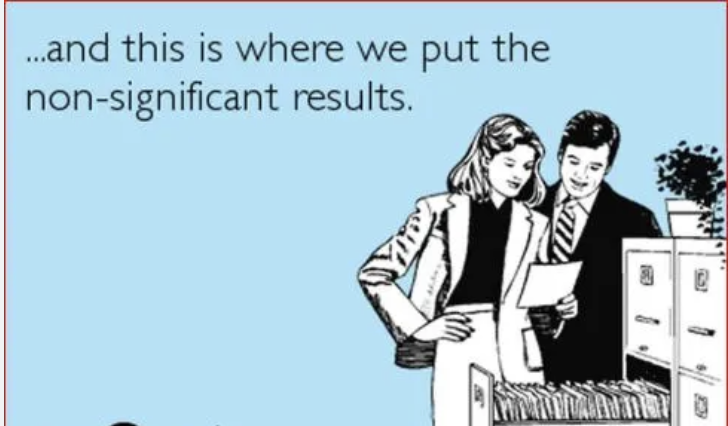 ...and this is where we put the
non-significant results.